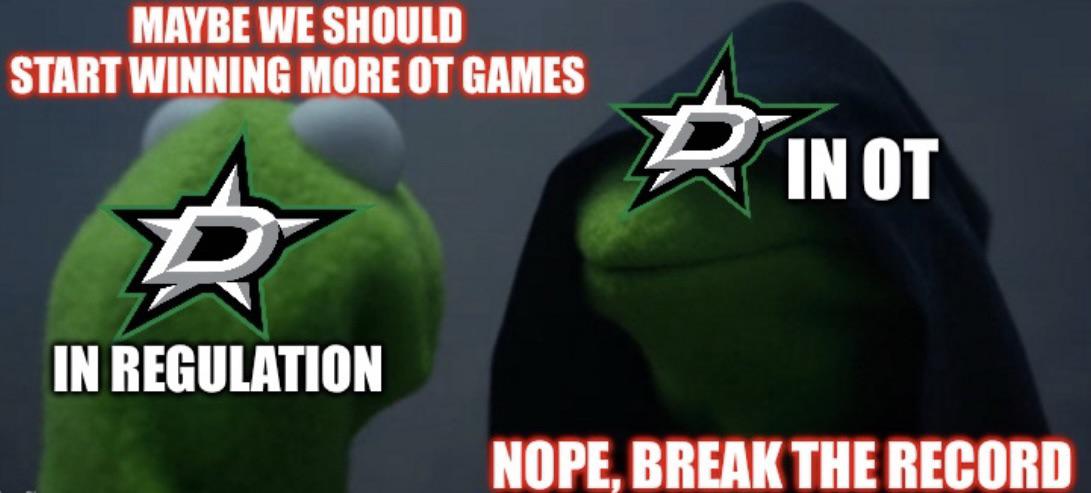 MAYBE WE SHOULD
START WINNING MORE OT GAMES
D
IN REGULATION
D
IN OT
NOPE, BREAK THE RECORD